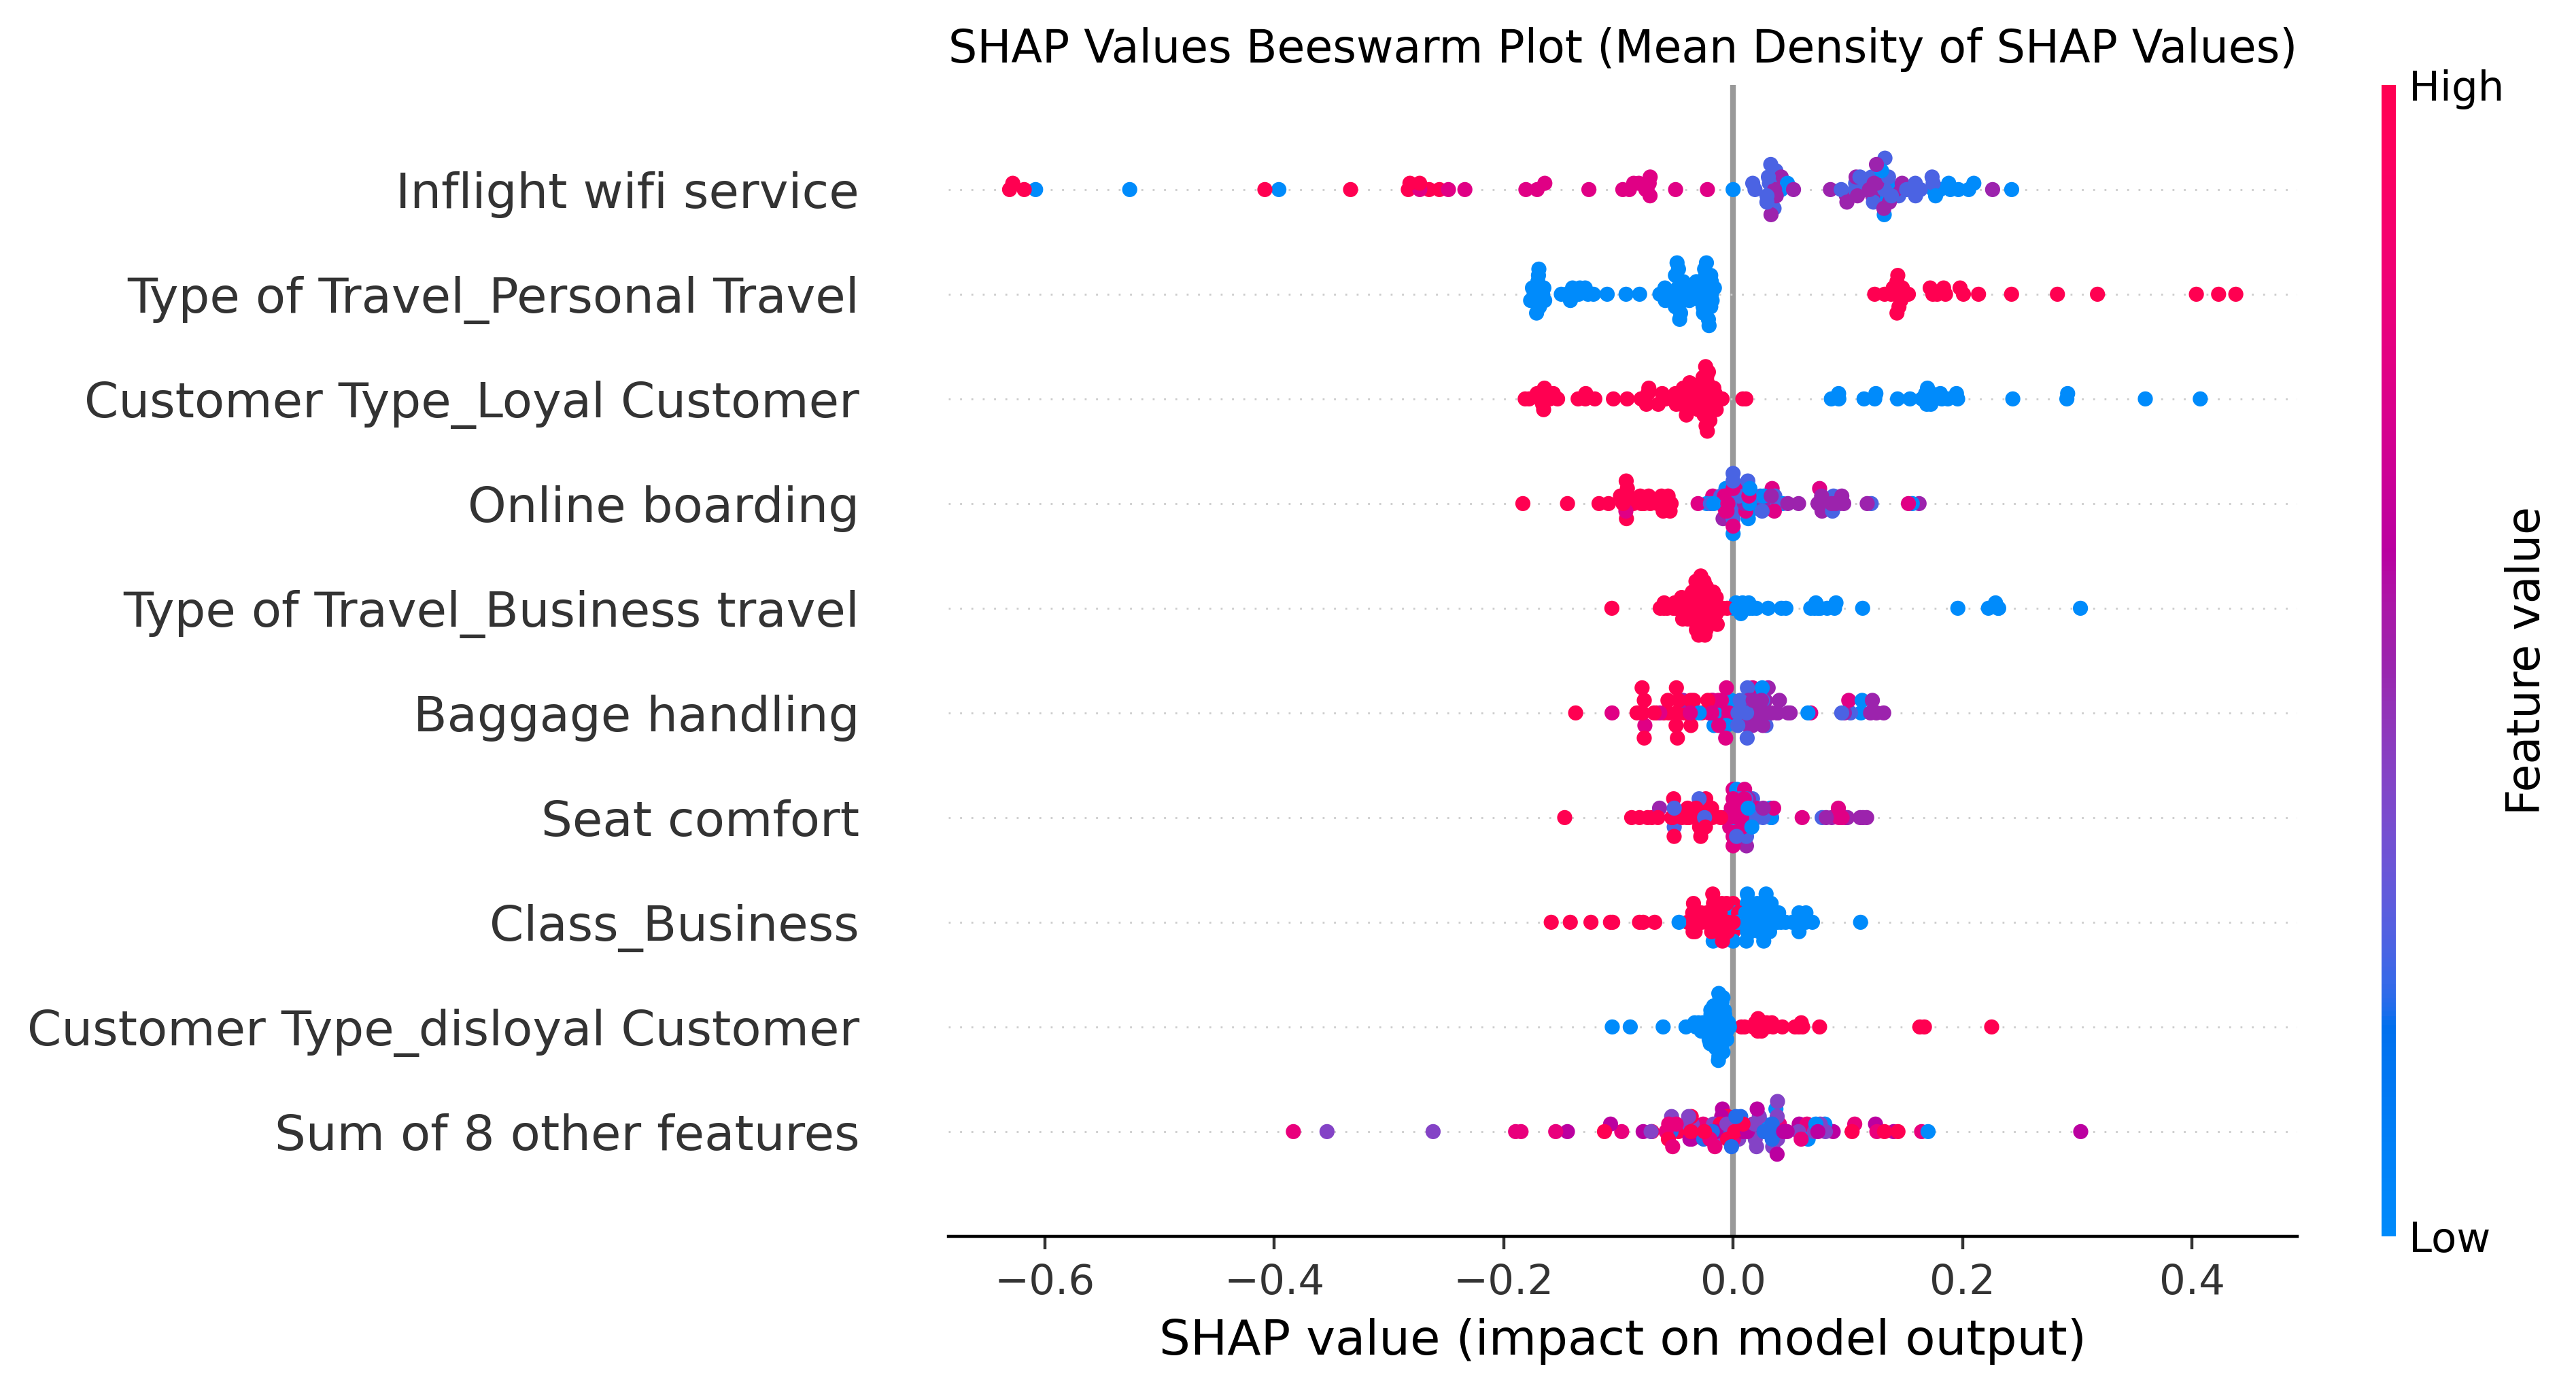 SHAP Values Beeswarm Plot (Mean Density of SHAP Values)
High
Inflight wifi service
Type of Travel_Personal Travel
Customer Type_Loyal Customer
Online boarding
Type of Travel_Business travel
Baggage handling
Seat comfort
Class_Business
Customer Type_disloyal Customer
Sum of 8 other features
Feature value
Low
−0.6 −0.4 −0.2 0.0 0.2 0.4
SHAP value (impact on model output)